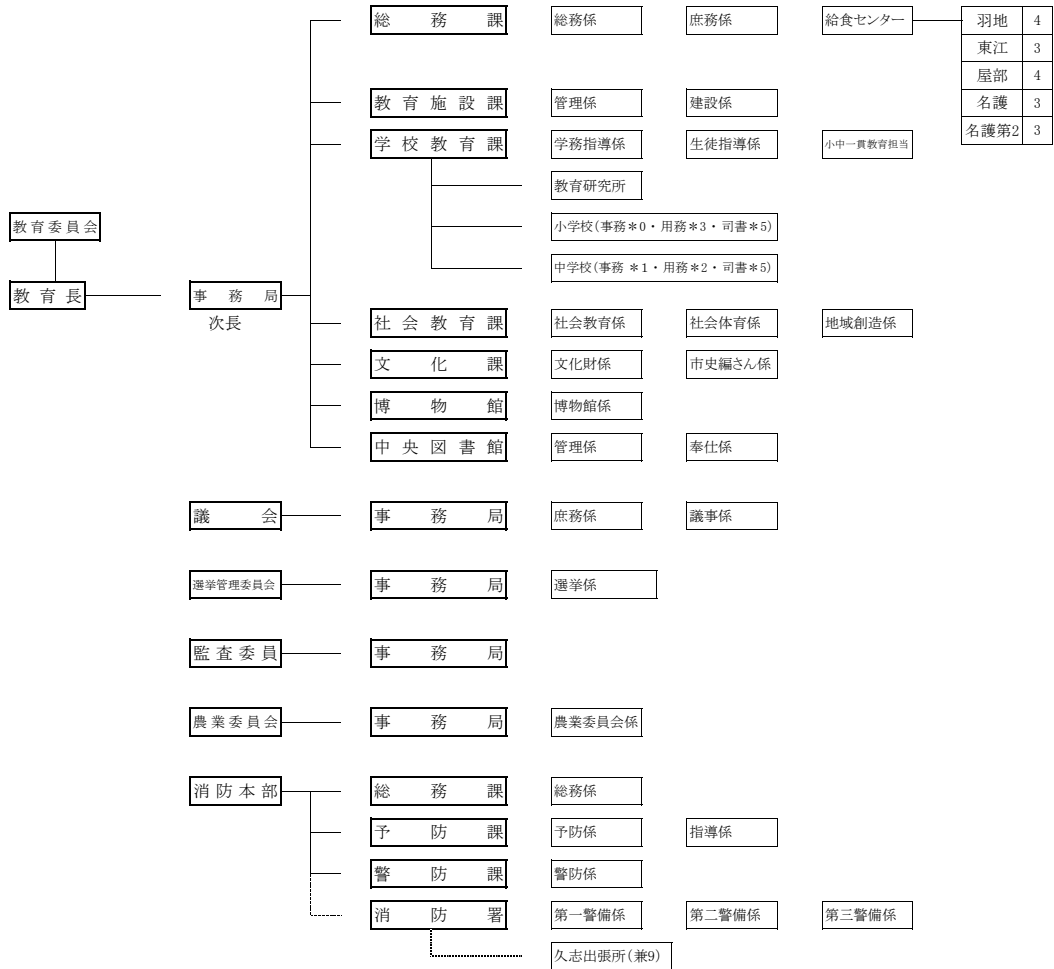 総務課 総務係 庶務係 給食センター 羽地 4
東江 3
屋部 4
教育施設課 管理係 建設係 名護 3
学校教育課 学務指導係 生徒指導係 小中一貫教育担当 名護第2 3
教育研究所
教育委員会 小学校(事務＊0・用務＊3・司書＊5)
中学校(事務 ＊1・用務＊2・司書＊5)
教育長 事務局
次長 社会教育課 社会教育係 社会体育係 地域創造係
文化課 文化財係 市史編さん係
博物館 博物館係
中央図書館 管理係 奉仕係
議会 事務局 庶務係 議事係
選挙管理委員会 事務局 選挙係
監査委員 事務局
農業委員会 事務局 農業委員会係
消防本部 総務課 総務係
予防課 予防係 指導係
警防課 警防係
消防署 第一警備係 第二警備係 第三警備係
久志出張所(兼9)